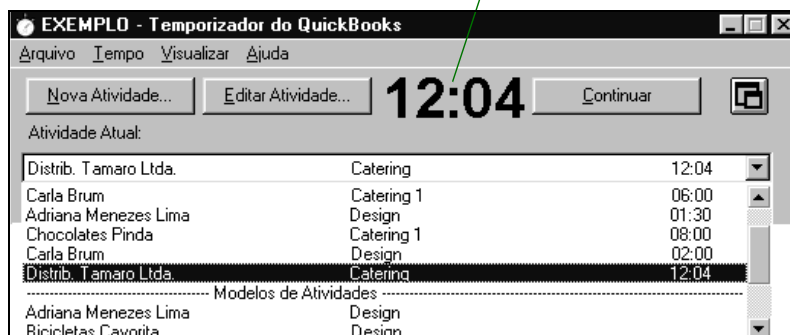 EXEMPLO - Temporizador do QuickBooks
Arquivo Tempo Visualizar Ajuda
Nova Atividade... Editar Atividade... 12:04 Continuar
Atividade Atual:
Distrib. Tamaro Ltda. Catering 12:04
Carla Brum Catering 1 06:00
Adriana Menezes Lima Design 01:30
Chocolates Pinda Catering 1 08:00
Carla Brum Design 02:00
Distrib. Tamaro Ltda. Catering 12:04
Modelos de Atividades
Adriana Menezes Lima Design
Bicicletas Cavorita Design